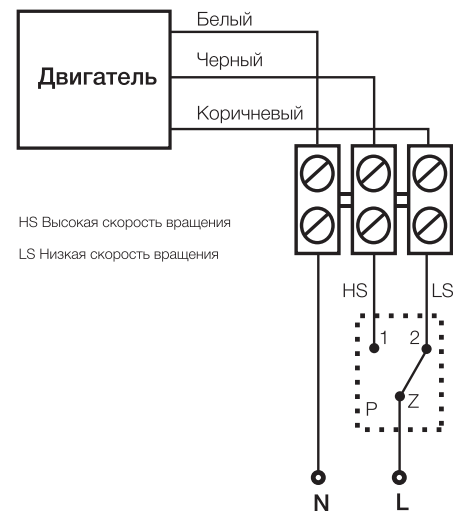 Белый
Двигатель
Черный
Коричневый
HS Высокая скорость вращения
LS Низкая скорость вращения
HS LS
1 2
P Z
N L